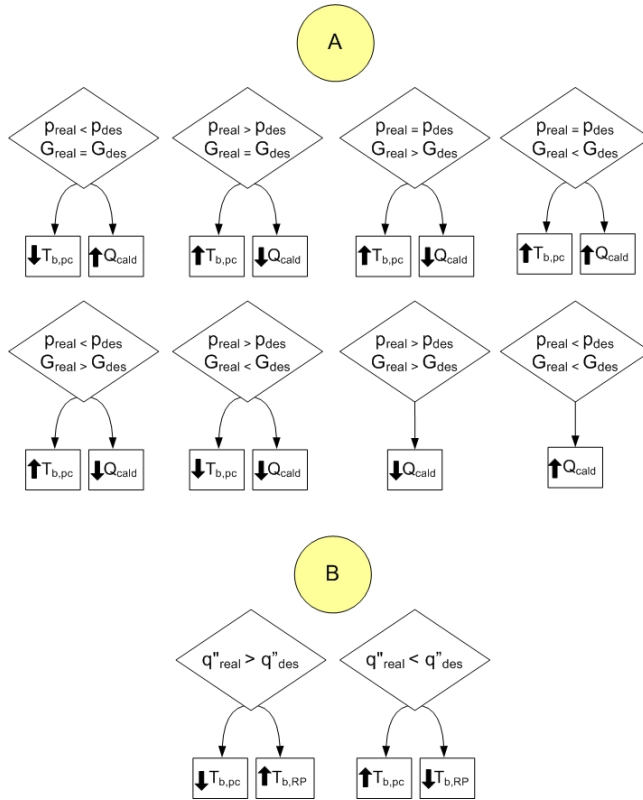 A
p_real < p_des
G_real = G_des
p_real > p_des
G_real = G_des
p_real = p_des
G_real > G_des
p_real = p_des
G_real < G_des
⬇T_b,pc
⬆Q_cald
⬆T_b,pc
⬇Q_cald
⬆T_b,pc
⬇Q_cald
⬆T_b,pc
⬆Q_cald
p_real < p_des
G_real > G_des
p_real > p_des
G_real < G_des
p_real > p_des
G_real > G_des
p_real < p_des
G_real < G_des
⬆T_b,pc
⬇Q_cald
⬇T_b,pc
⬇Q_cald
⬇Q_cald
⬆Q_cald
B
q"_real > q”_des
q"_real < q”_des
⬇T_b,pc
⬆T_b,RP
⬆T_b,pc
⬇T_b,RP